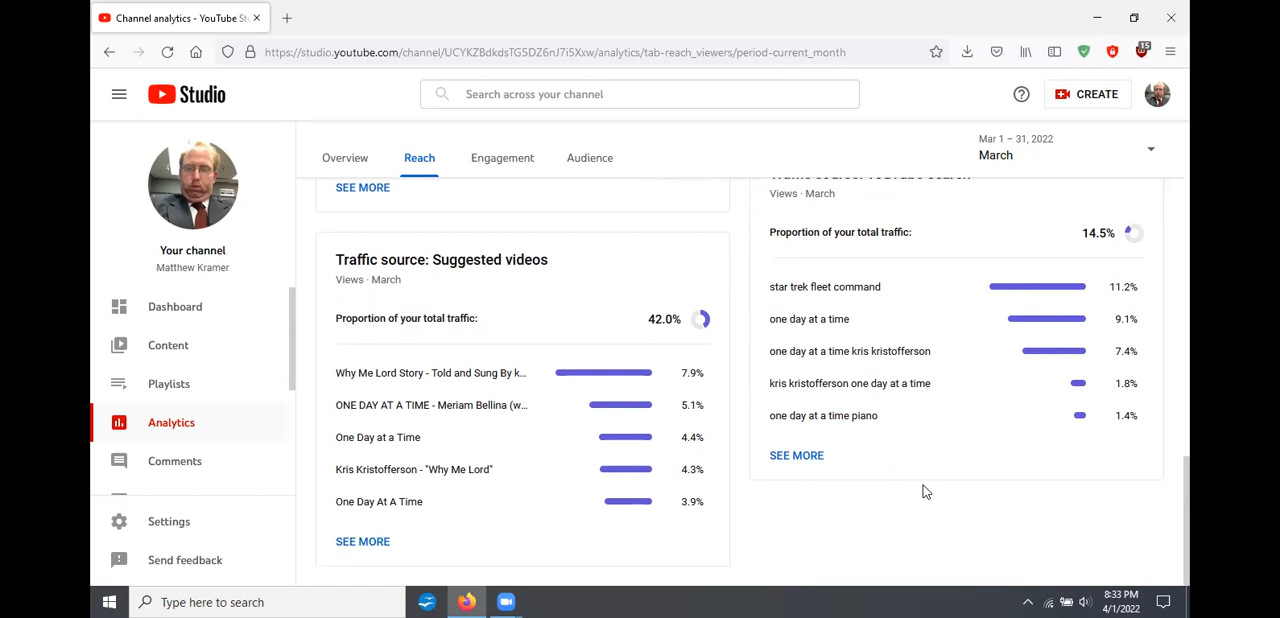 Channel analytics - YouTube St
https://studio.youtube.com/channel/UCYKZBdkdsTG5DZ6nJ7i5Xxw/analytics/tab-reach_viewers/period-current_month
15
Studio
Search across your channel
CREATE
Your channel
Matthew Kramer
Dashboard
Content
Playlists
Analytics
Comments
Settings
Send feedback
Overview
Reach
Engagement
Audience
Mar 1 – 31, 2022
March
SEE MORE
Traffic source: Suggested videos
Views · March
Proportion of your total traffic: 42.0%
Why Me Lord Story - Told and Sung By k... 7.9%
ONE DAY AT A TIME - Meriam Bellina (w... 5.1%
One Day at a Time 4.4%
Kris Kristofferson - "Why Me Lord" 4.3%
One Day At A Time 3.9%
SEE MORE
Traffic source: YouTube search
Views · March
Proportion of your total traffic: 14.5%
star trek fleet command 11.2%
one day at a time 9.1%
one day at a time kris kristofferson 7.4%
kris kristofferson one day at a time 1.8%
one day at a time piano 1.4%
SEE MORE
Type here to search
8:33 PM
4/1/2022